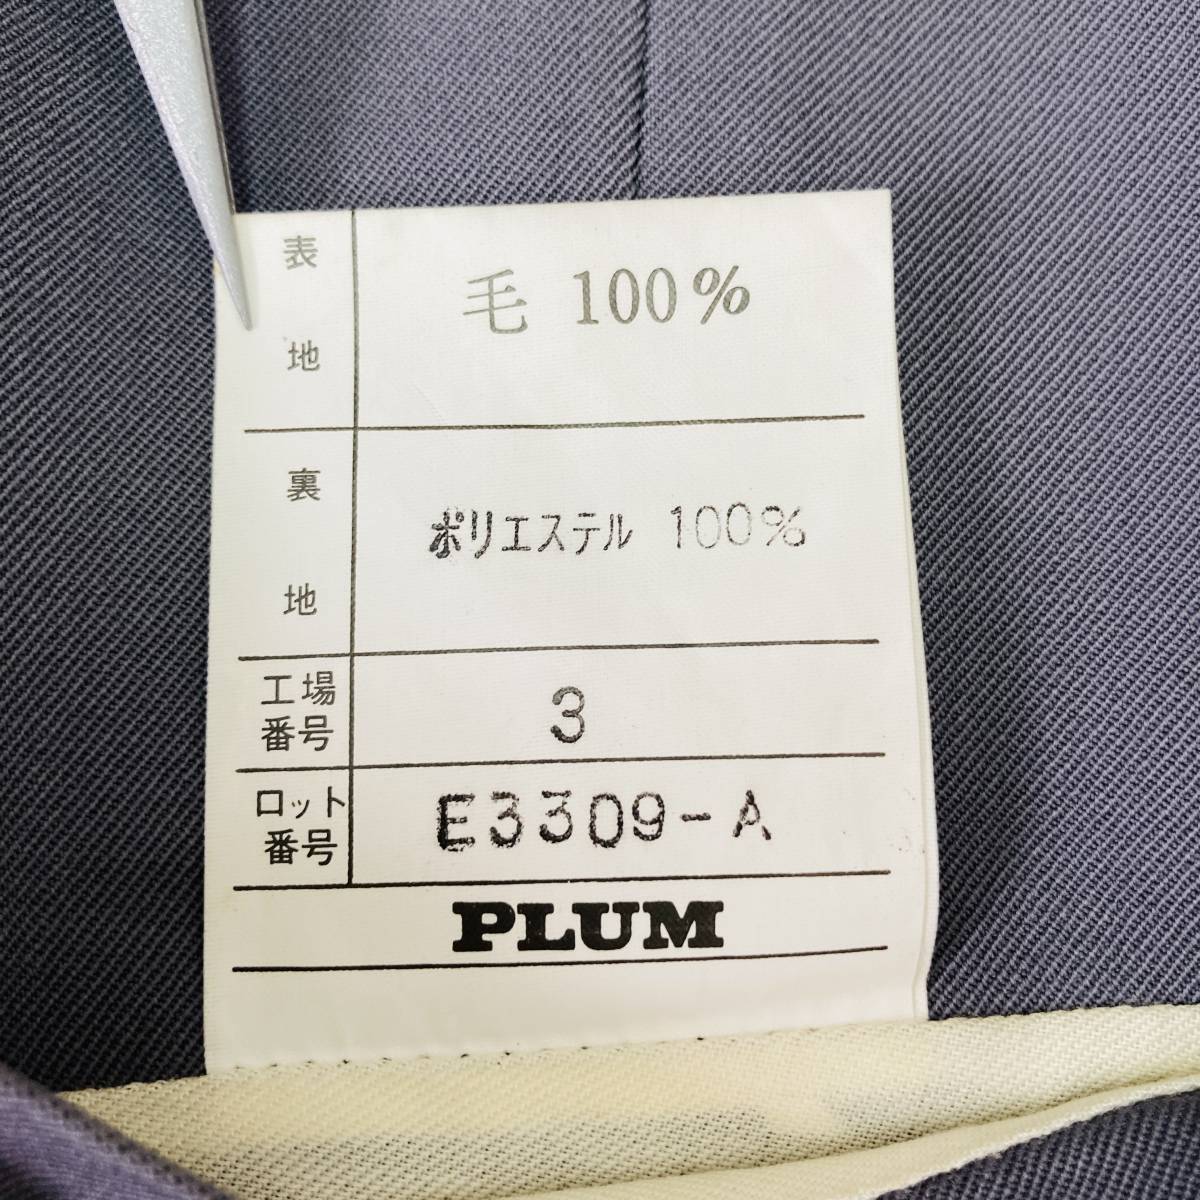 表地 毛 100%
裏地 ポリエステル 100%
工場番号 3
ロット番号 E3309-A
PLUM